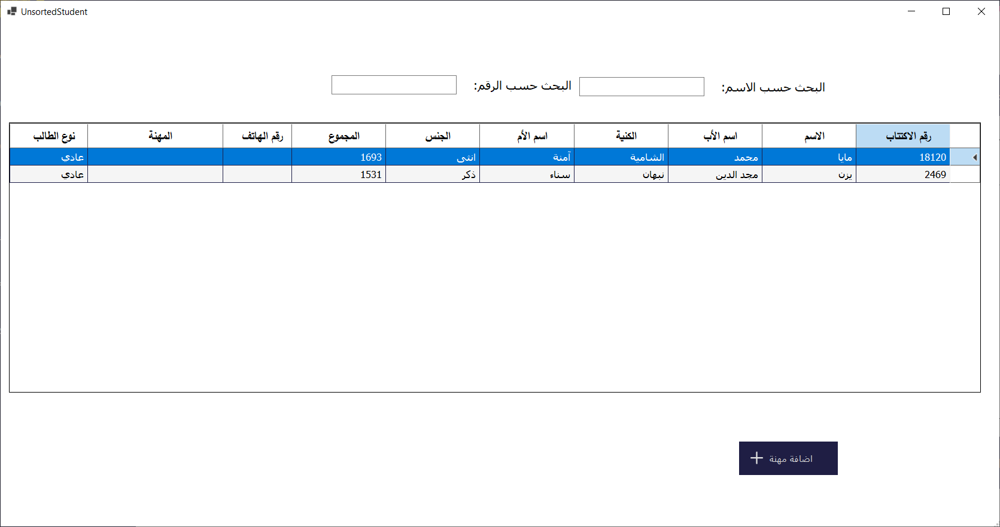 UnsortedStudent
البحث حسب الاسم:
البحث حسب الرقم:
رقم الاكتتاب الاسم اسم الأب الكنية اسم الأم الجنس المجموع رقم الهاتف المهنة نوع الطالب
18120 مايا محمد الشامية آمنة انثى 1693 عادي
2469 يزن مجد الدين نبهان سناء ذكر 1531 عادي
اضافة مهنة